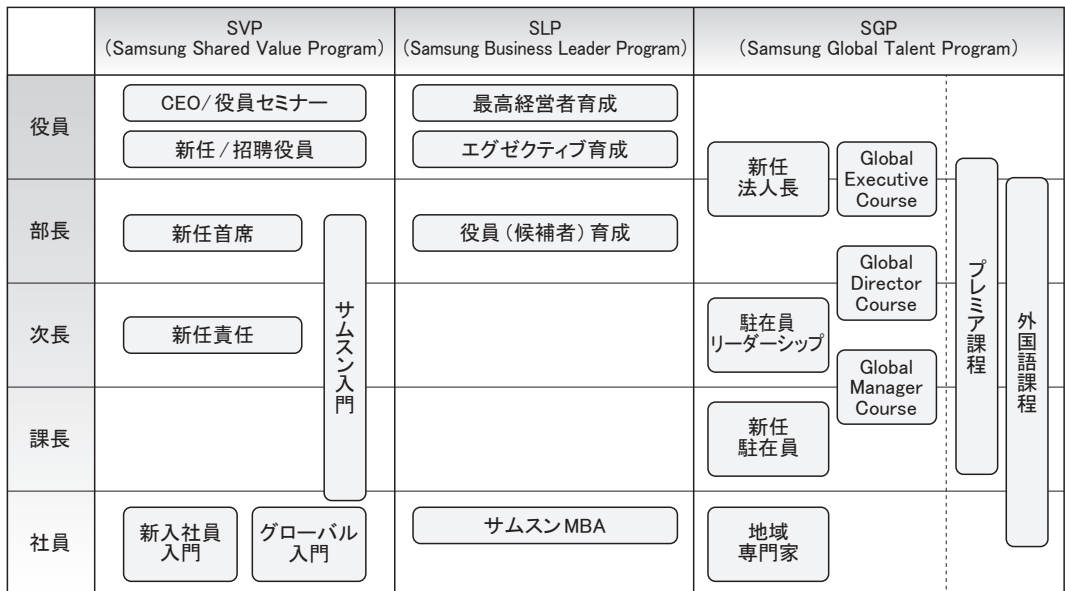 SVP
（Samsung Shared Value Program）
SLP
（Samsung Business Leader Program）
SGP
（Samsung Global Talent Program）
役員
CEO/役員セミナー
新任/招聘役員
最高経営者育成
エグゼクティブ育成
新任
法人長
Global
Executive
Course
部長
新任首席
サムスン入門
役員（候補者）育成
Global
Director
Course
プレミア課程
外国語課程
次長
新任責任
駐在員
リーダーシップ
Global
Manager
Course
課長
新任
駐在員
社員
新入社員
入門
グローバル
入門
サムスンMBA
地域
専門家